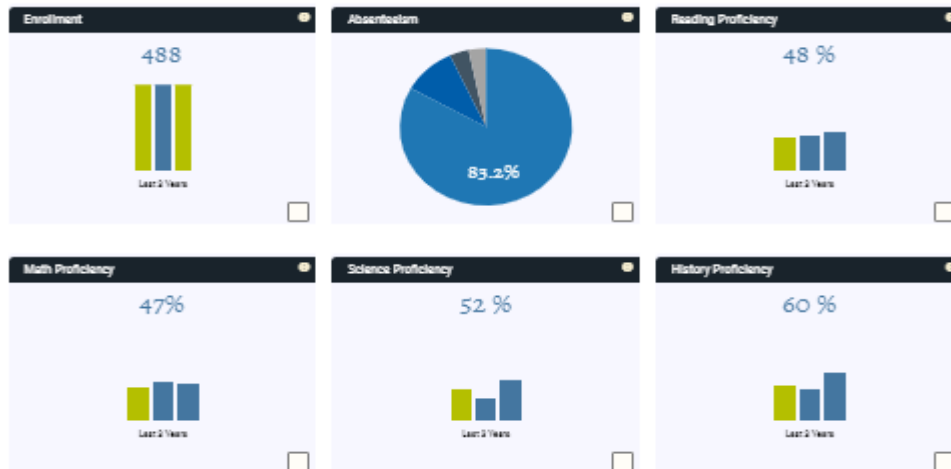 Enrollment
488
Last 3 Years
Absenteeism
83.2%
Reading Proficiency
48 %
Last 3 Years
Math Proficiency
47%
Last 3 Years
Science Proficiency
52 %
Last 3 Years
History Proficiency
60 %
Last 3 Years